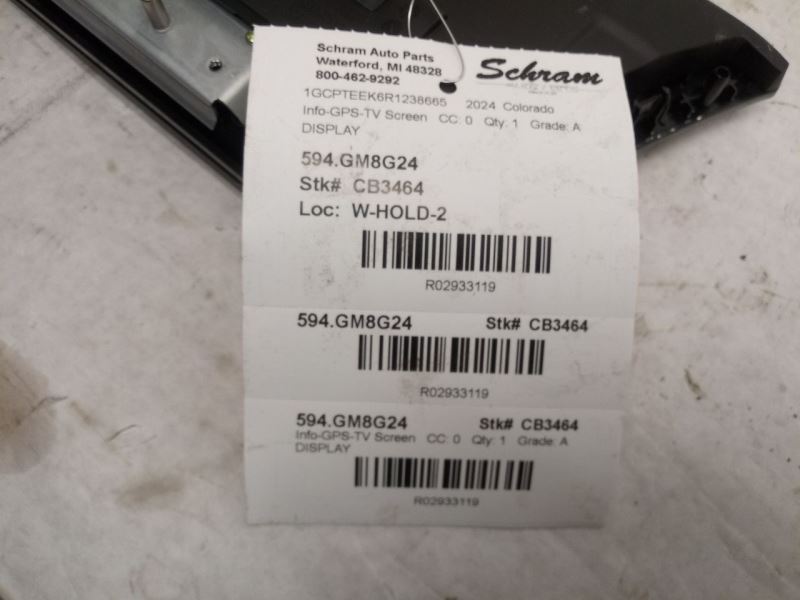 Schram Auto Parts
Waterford, MI 48328
800-462-9292
Schram
1GCPTEEK6R1238665 2024 Colorado
Info-GPS-TV Screen CC: 0 Qty: 1 Grade: A
DISPLAY
594.GM8G24
Stk# CB3464
Loc: W-HOLD-2
R02933119
594.GM8G24 Stk# CB3464
R02933119
594.GM8G24 Stk# CB3464
Info-GPS-TV Screen CC: 0 Qty: 1 Grade: A
DISPLAY
R02933119